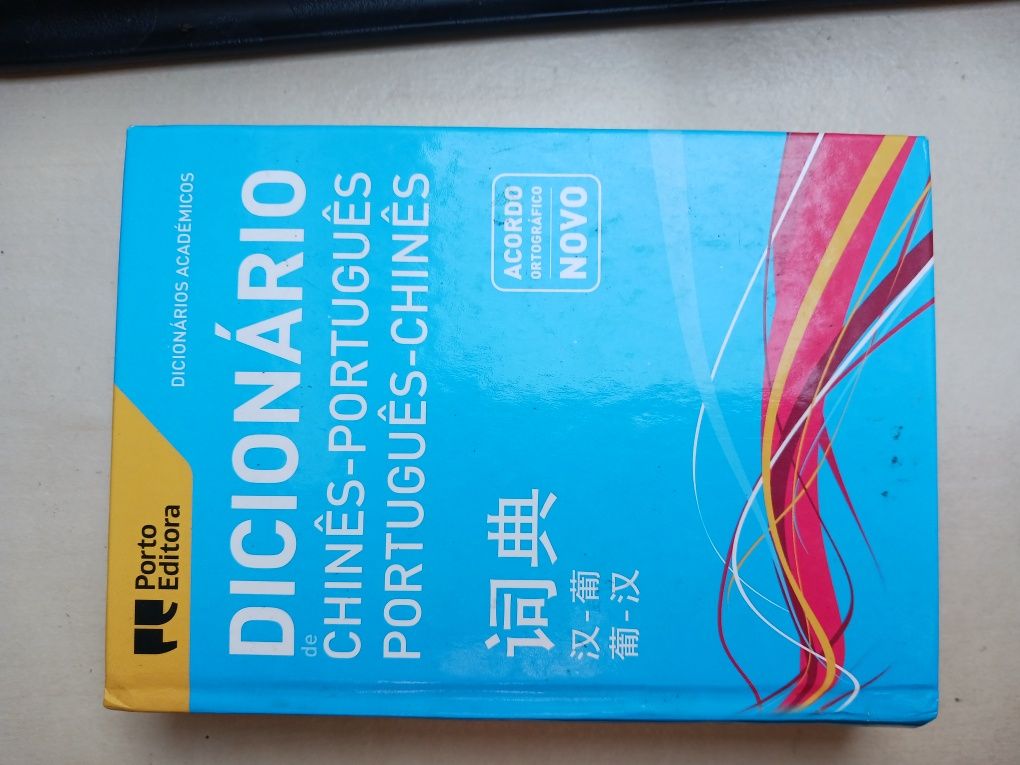 Porto
Editora
DICIONÁRIOS ACADÉMICOS
DICIONÁRIO
de
CHINÊS-PORTUGUÊS
PORTUGUÊS-CHINÊS
词典
汉-葡
葡-汉
ACORDO
ORTOGRÁFICO
NOVO